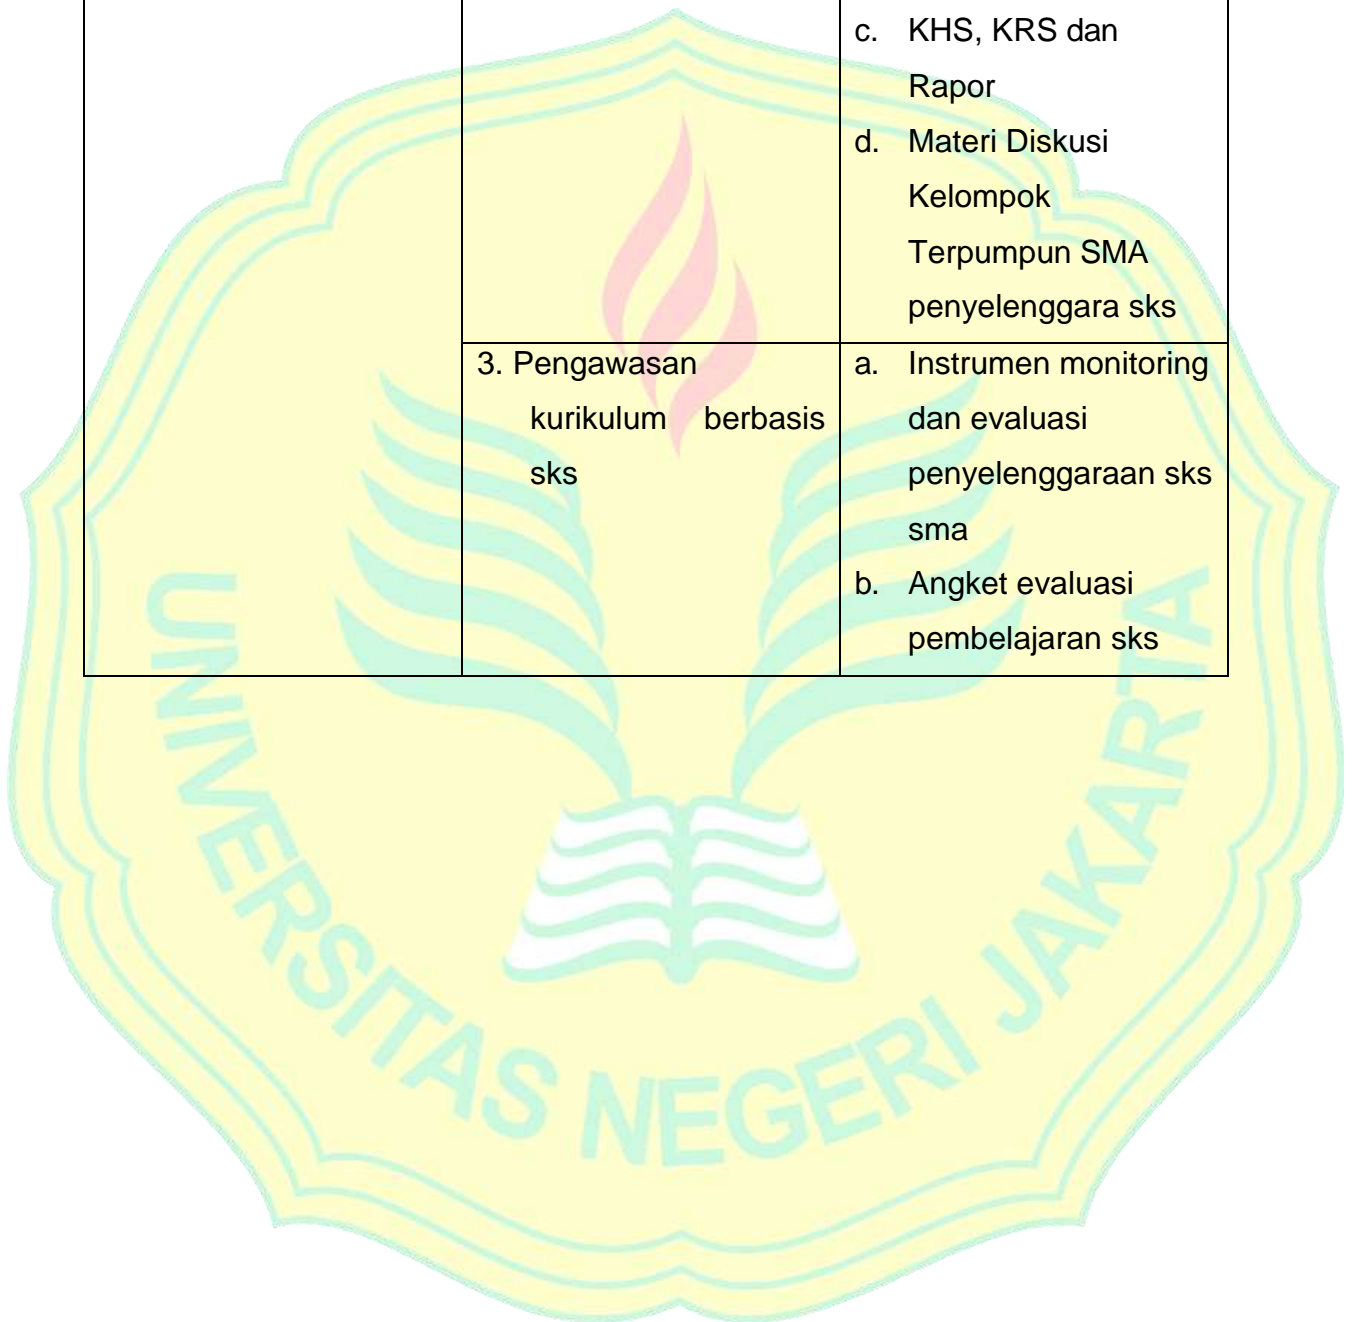 c. KHS, KRS dan
Rapor
d. Materi Diskusi
Kelompok
Terpumpun SMA
penyelenggara sks
3. Pengawasan
kurikulum berbasis
sks
a. Instrumen monitoring
dan evaluasi
penyelenggaraan sks
sma
b. Angket evaluasi
pembelajaran sks
UNIVERSITAS NEGERI JAKARTA